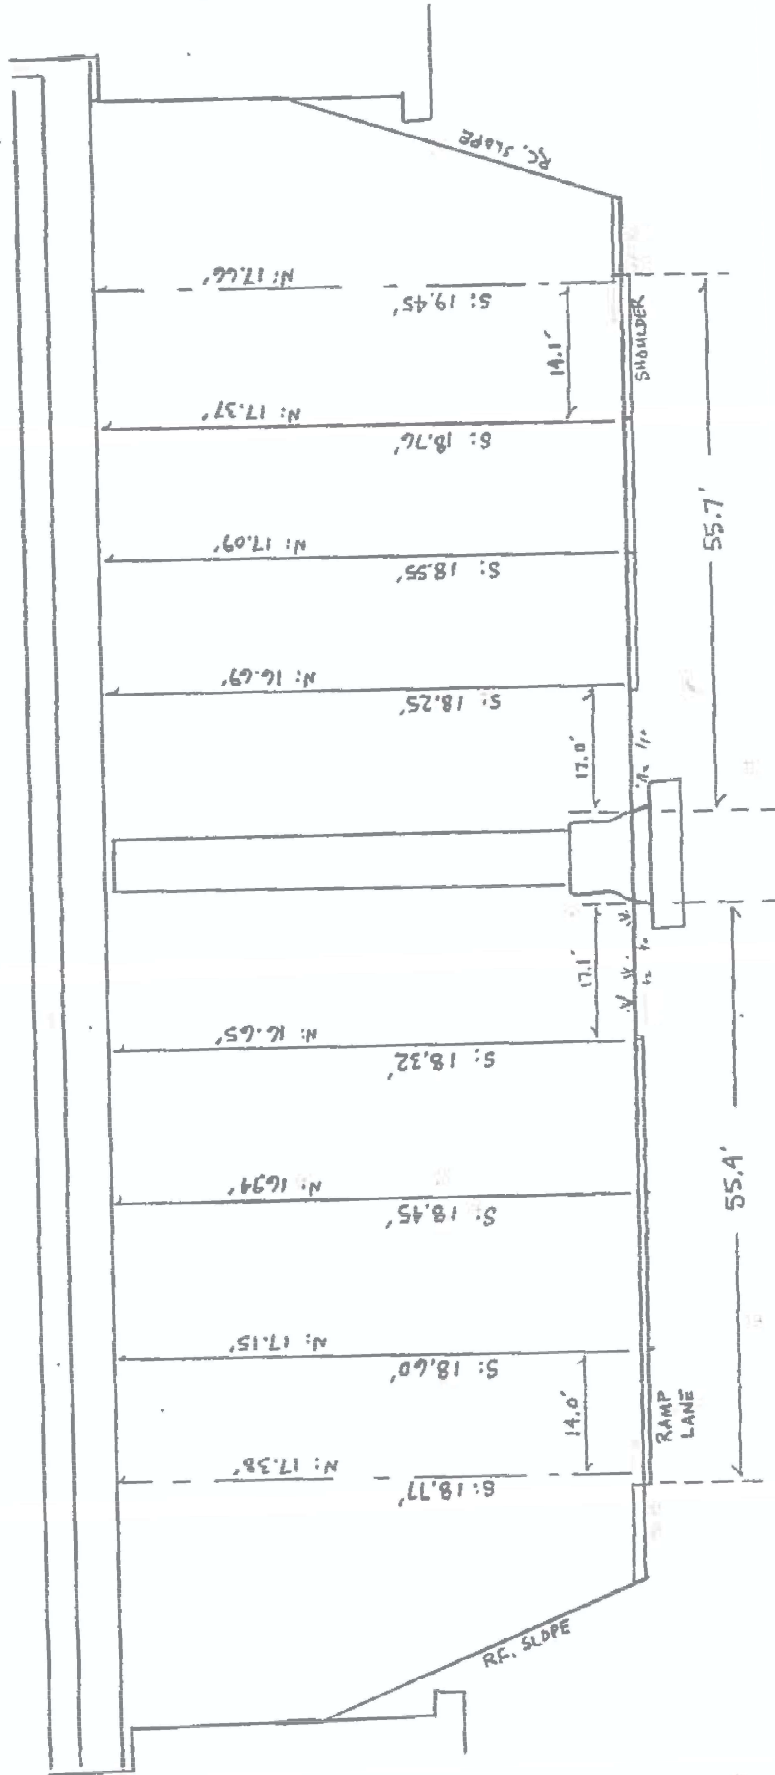 RC. SLOPE
N: 17.66'
S: 19.45'
14.1'
SHOULDER
N: 17.37'
S: 18.76'
55.7'
N: 17.09'
S: 18.55'
N: 16.69'
S: 18.25'
17.0'
17.1'
N: 16.65'
S: 18.32'
N: 16.94'
S: 18.45'
55.4'
N: 17.15'
S: 18.60'
14.0'
RAMP
LANE
N: 17.38'
S: 18.77'
RF. SLOPE